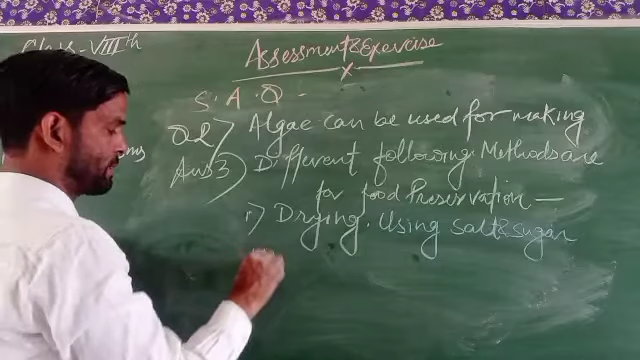 Class-VIIIth
Assessment & Exercise
x
S.A.Q -
Q2) Algae can be used for making
Ans3) Different following Methods are
for food Preservation —
i) Drying. Using Salt & Sugar
ms